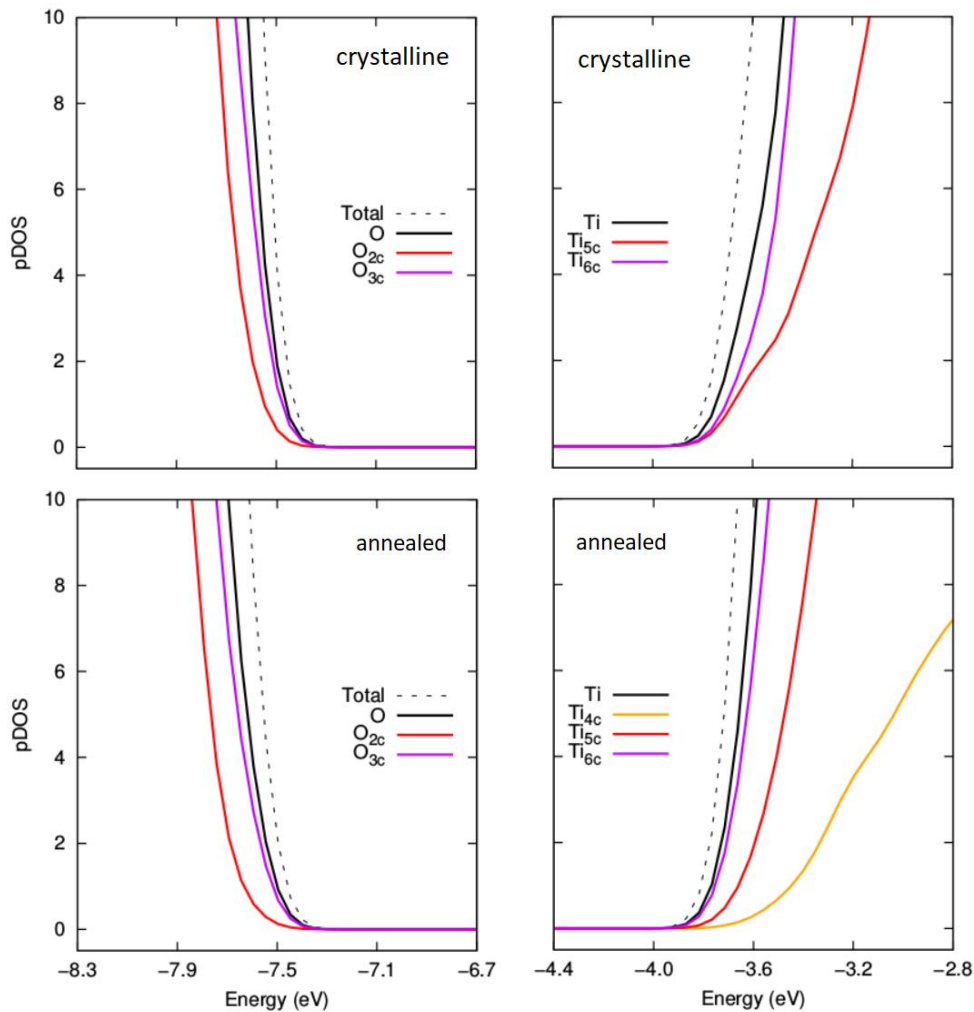 10
8
6
4
2
0
pDOS
crystalline
Total
O
O2c
O3c
crystalline
Ti
Ti5c
Ti6c
10
8
6
4
2
0
pDOS
annealed
Total
O
O2c
O3c
−8.3 −7.9 −7.5 −7.1 −6.7
Energy (eV)
annealed
Ti
Ti4c
Ti5c
Ti6c
−4.4 −4.0 −3.6 −3.2 −2.8
Energy (eV)